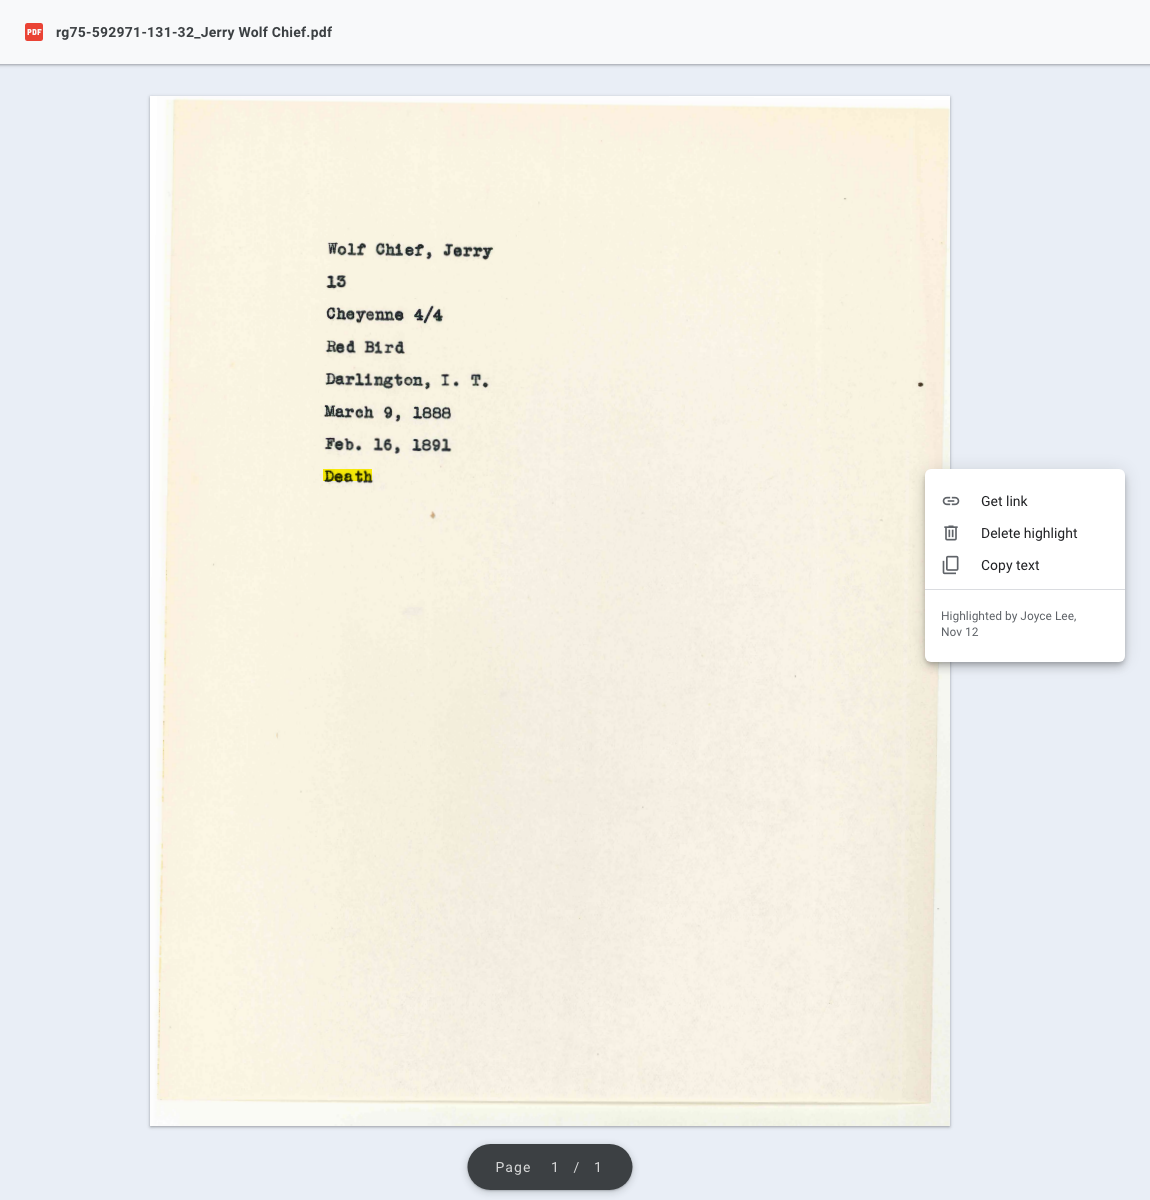 PDF rg75-592971-131-32_Jerry Wolf Chief.pdf
Wolf Chief, Jerry
13
Cheyenne 4/4
Red Bird
Darlington, I. T.
March 9, 1888
Feb. 16, 1891
Death
Get link
Delete highlight
Copy text
Highlighted by Joyce Lee,
Nov 12
Page 1 / 1